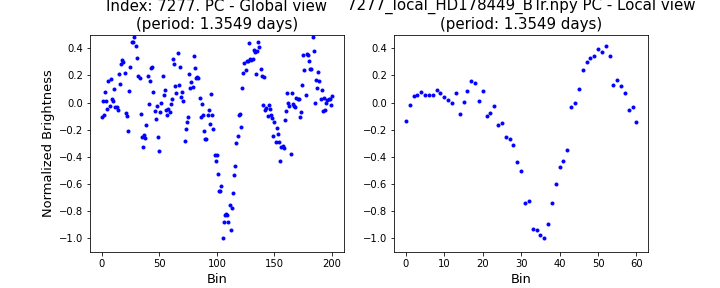 Index: 7277. PC - Global view
(period: 1.3549 days)
7277_local_HD178449_BTr.npy PC - Local view
(period: 1.3549 days)
Normalized Brightness
0.4
0.2
0.0
−0.2
−0.4
−0.6
−0.8
−1.0
0 50 100 150 200
Bin
0.4
0.2
0.0
−0.2
−0.4
−0.6
−0.8
−1.0
0 10 20 30 40 50 60
Bin